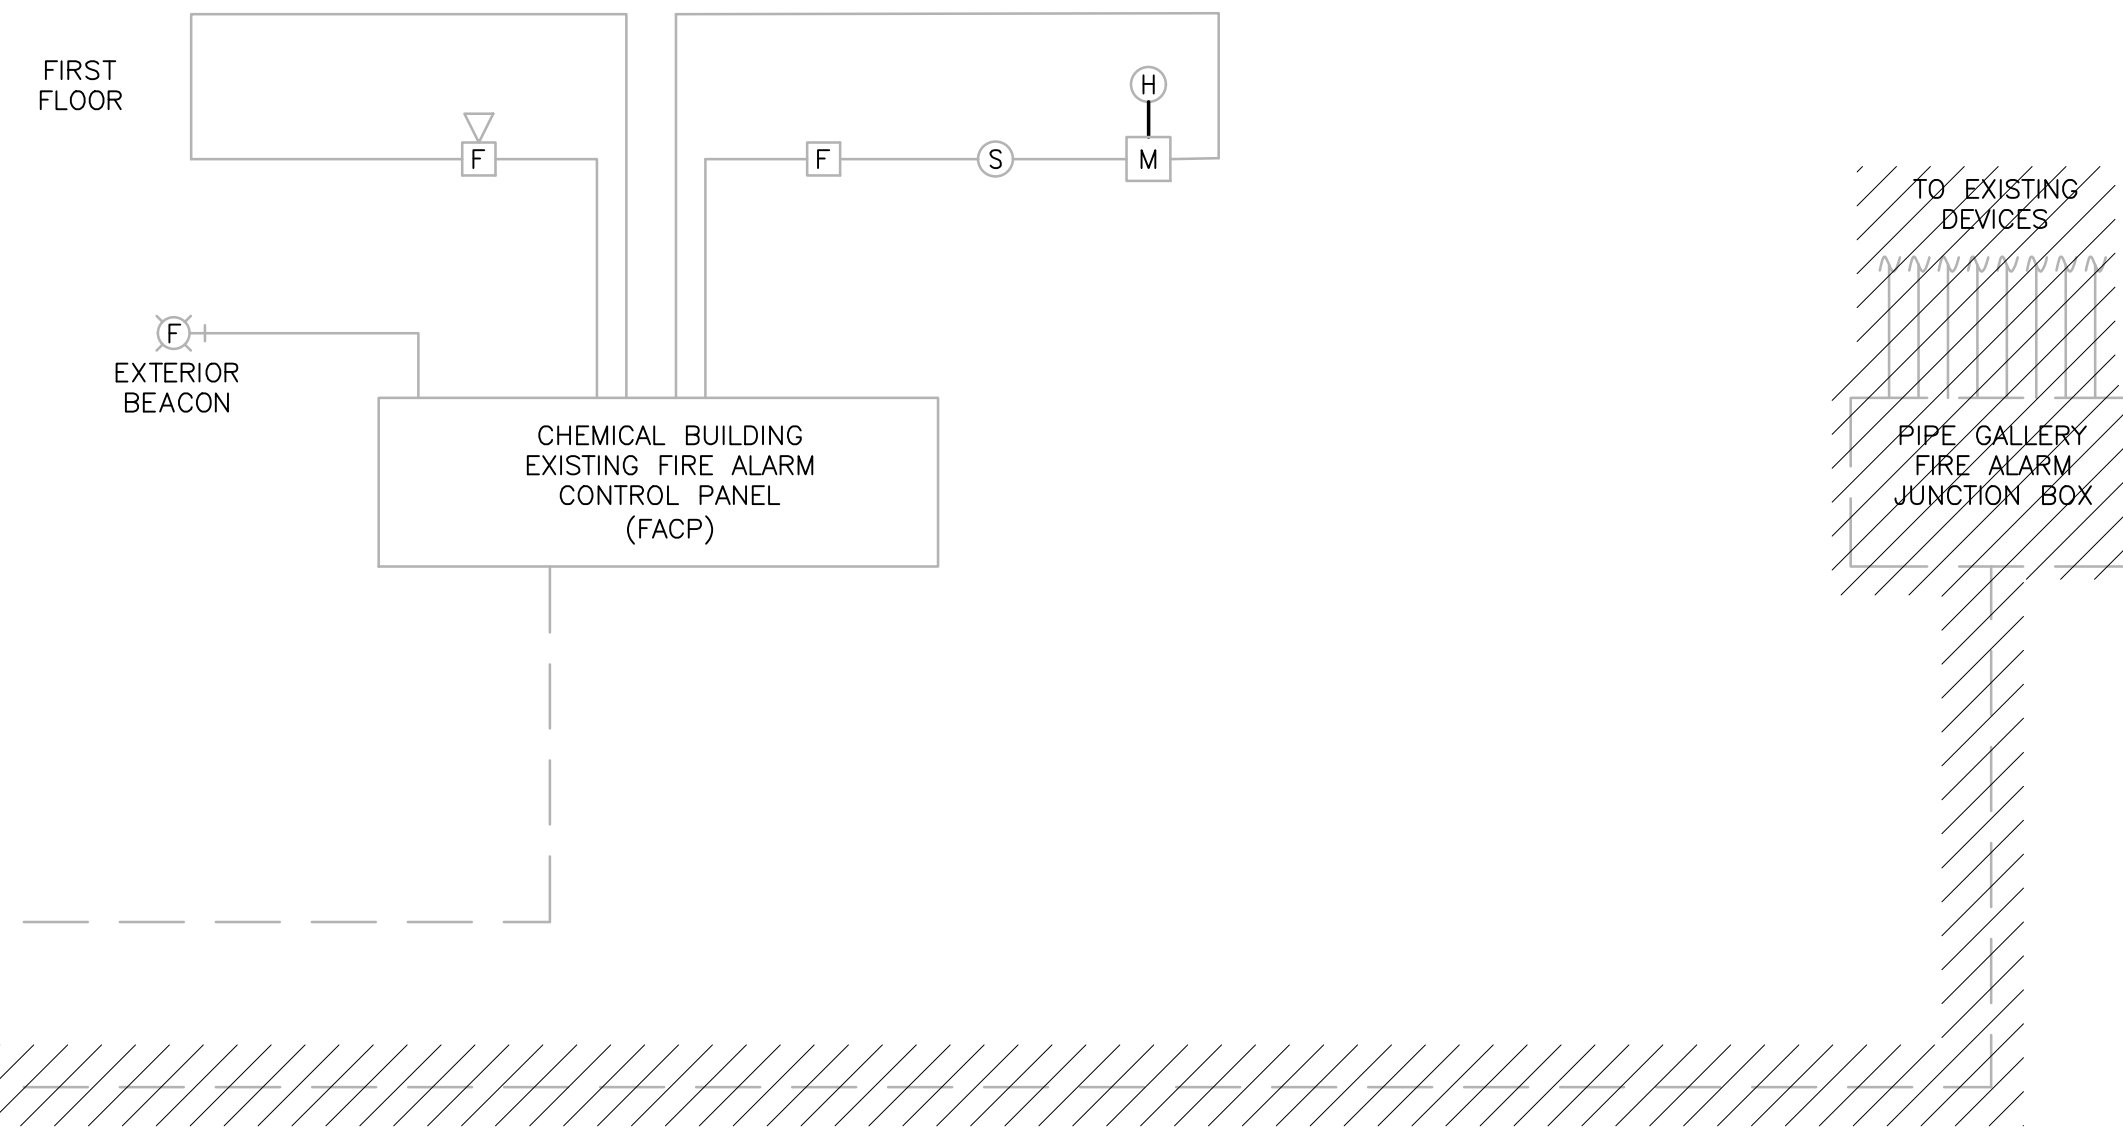 FIRST
FLOOR
H
F
F
S
M
TO EXISTING
DEVICES
F
EXTERIOR
BEACON
CHEMICAL BUILDING
EXISTING FIRE ALARM
CONTROL PANEL
(FACP)
PIPE GALLERY
FIRE ALARM
JUNCTION BOX